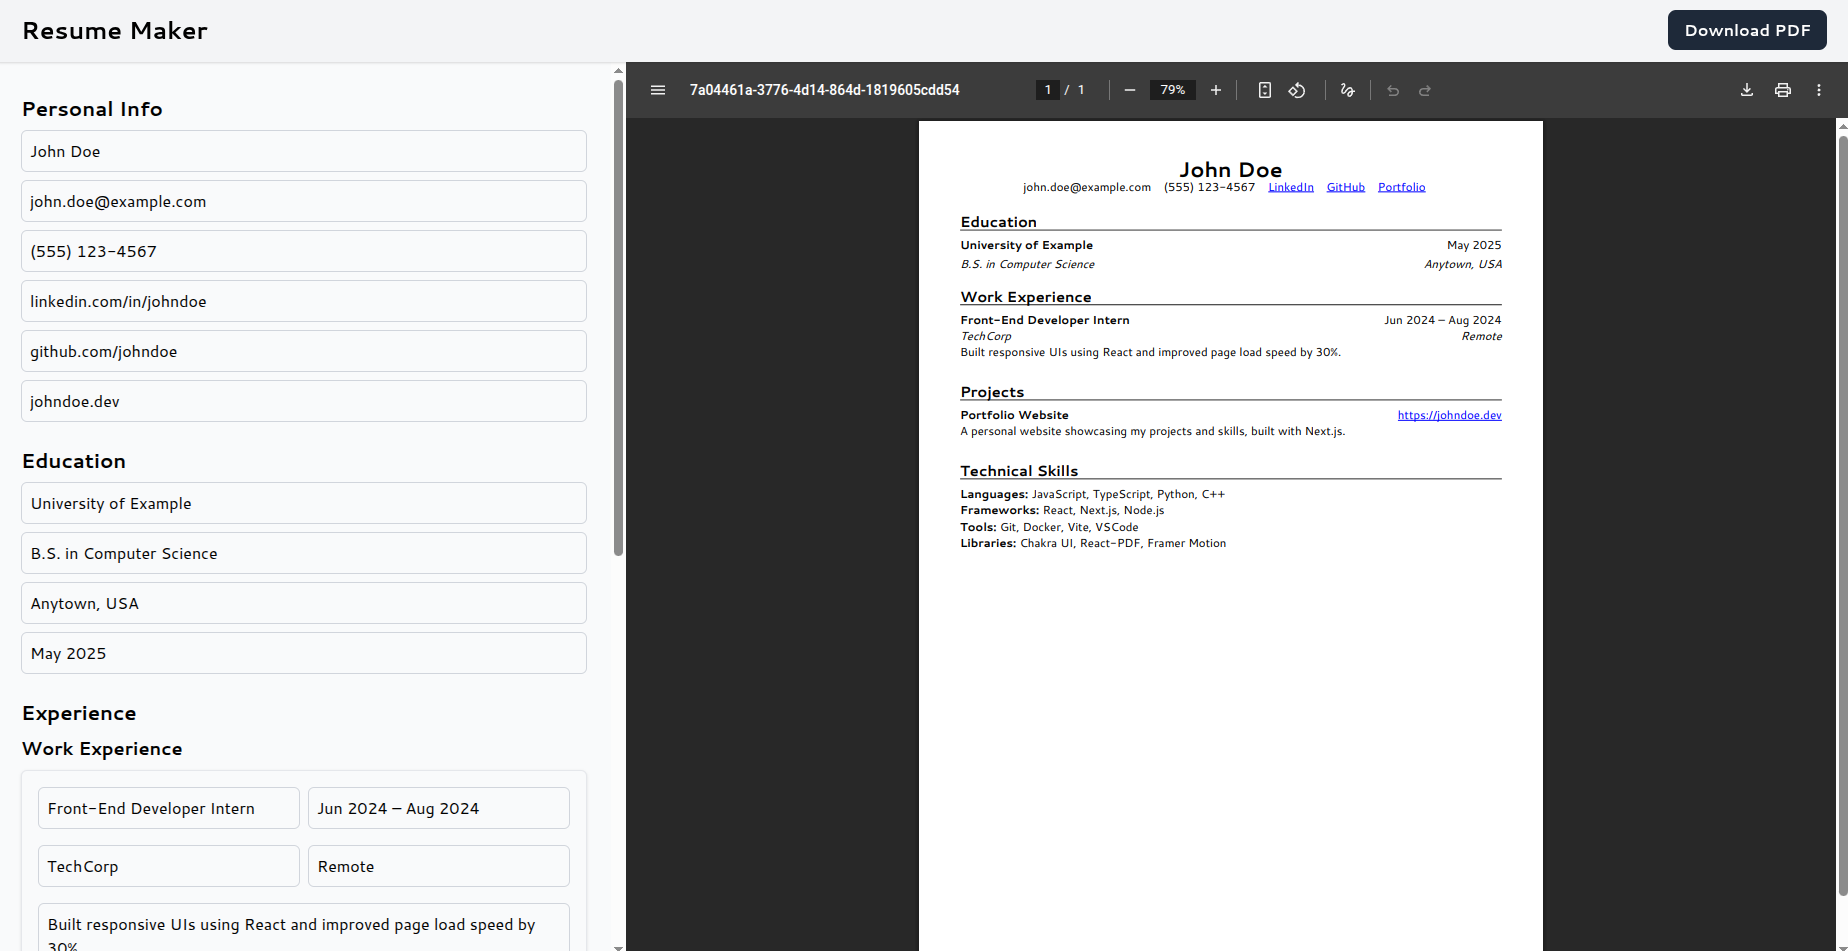 Resume Maker
Download PDF
Personal Info
John Doe
john.doe@example.com
(555) 123-4567
linkedin.com/in/johndoe
github.com/johndoe
johndoe.dev
Education
University of Example
B.S. in Computer Science
Anytown, USA
May 2025
Experience
Work Experience
Front-End Developer Intern
Jun 2024 – Aug 2024
TechCorp
Remote
Built responsive UIs using React and improved page load speed by
30%.
7a04461a-3776-4d14-864d-1819605cdd54
1 / 1
79%
John Doe
john.doe@example.com (555) 123-4567 LinkedIn GitHub Portfolio
Education
University of Example May 2025
B.S. in Computer Science Anytown, USA
Work Experience
Front-End Developer Intern Jun 2024 – Aug 2024
TechCorp Remote
Built responsive UIs using React and improved page load speed by 30%.
Projects
Portfolio Website https://johndoe.dev
A personal website showcasing my projects and skills, built with Next.js.
Technical Skills
Languages: JavaScript, TypeScript, Python, C++
Frameworks: React, Next.js, Node.js
Tools: Git, Docker, Vite, VSCode
Libraries: Chakra UI, React-PDF, Framer Motion